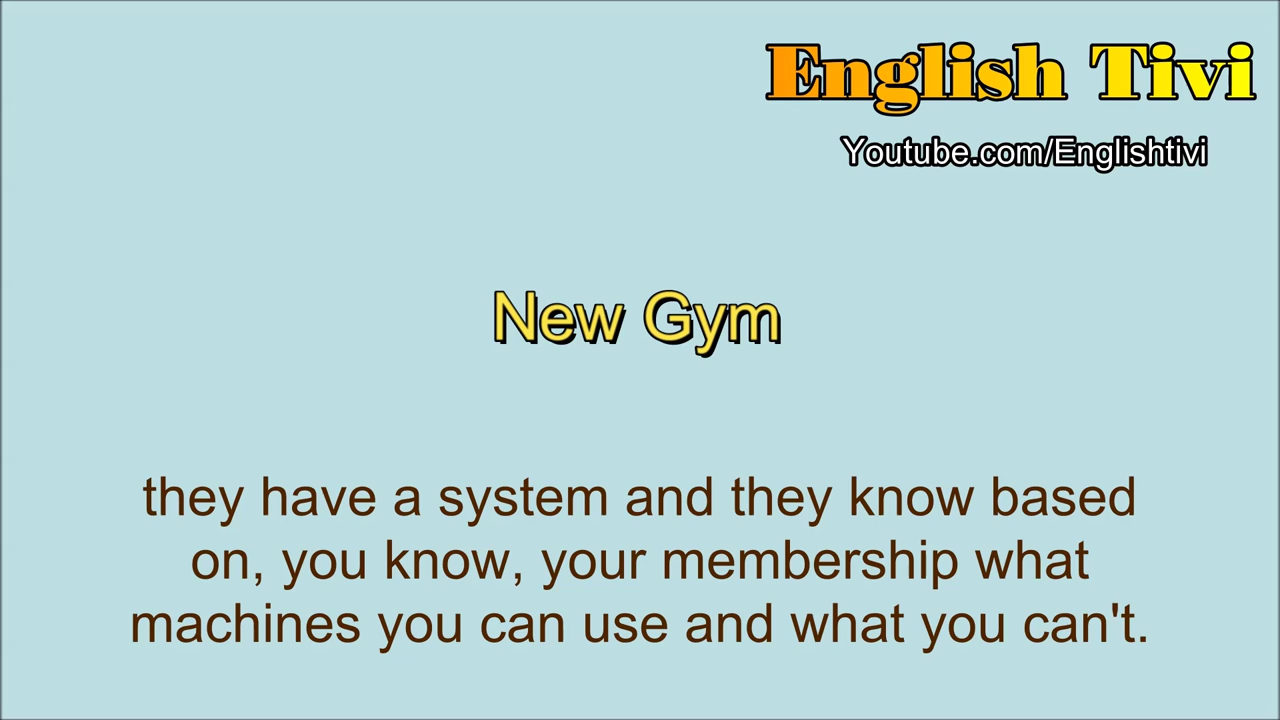 English Tivi
Youtube.com/Englishtivi
New Gym
they have a system and they know based
on, you know, your membership what
machines you can use and what you can't.